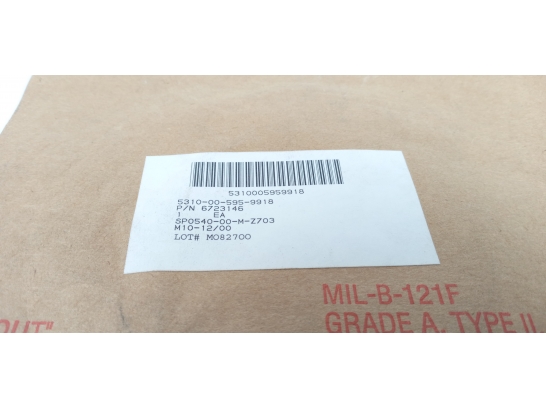 5310005959918
5310-00-595-9918
P/N 6723146
1 EA
SP0540-00-M-Z703
M10-12/00
LOT# M082700
MIL-B-121F
GRADE A, TYPE II
OUT"